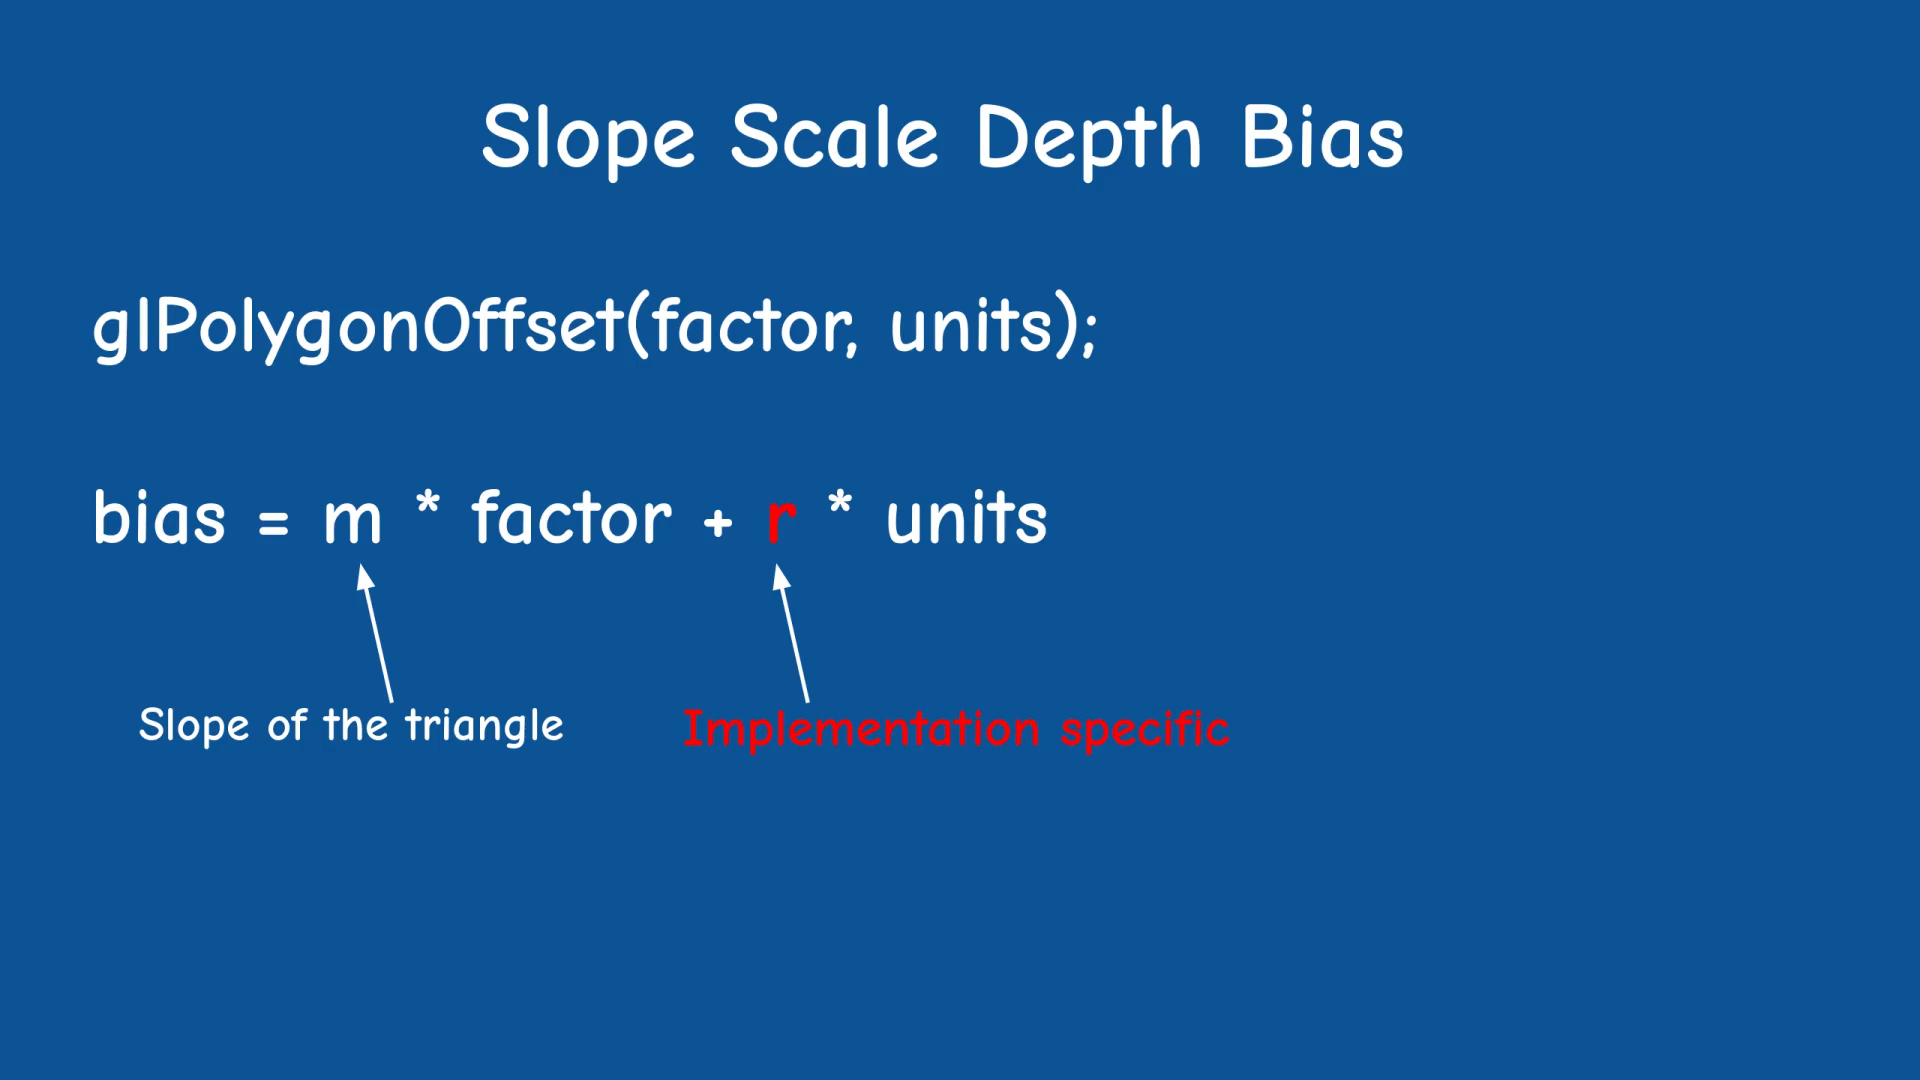 Slope Scale Depth Bias
glPolygonOffset(factor, units);
bias = m * factor + r * units
Slope of the triangle
Implementation specific